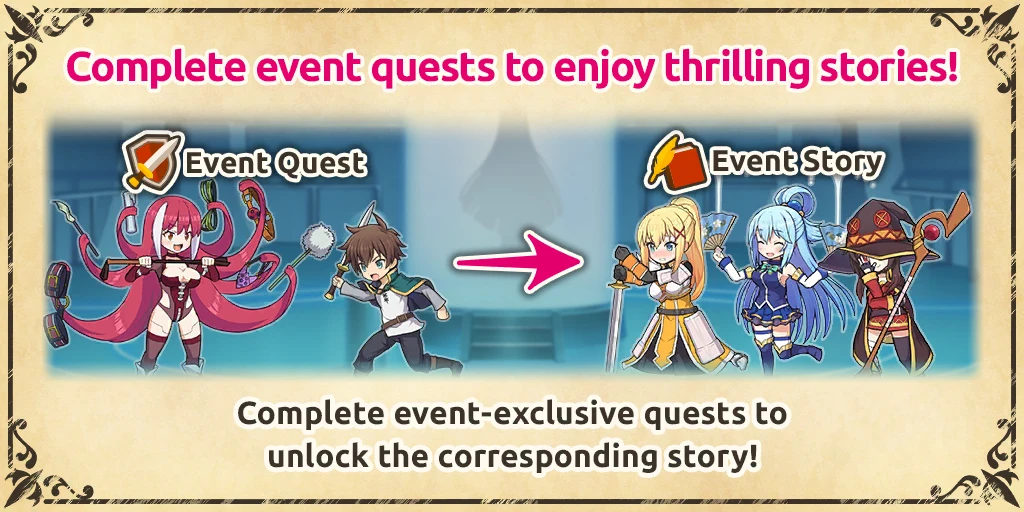 Complete event quests to enjoy thrilling stories!
Event Quest
Event Story
Complete event-exclusive quests to
unlock the corresponding story!